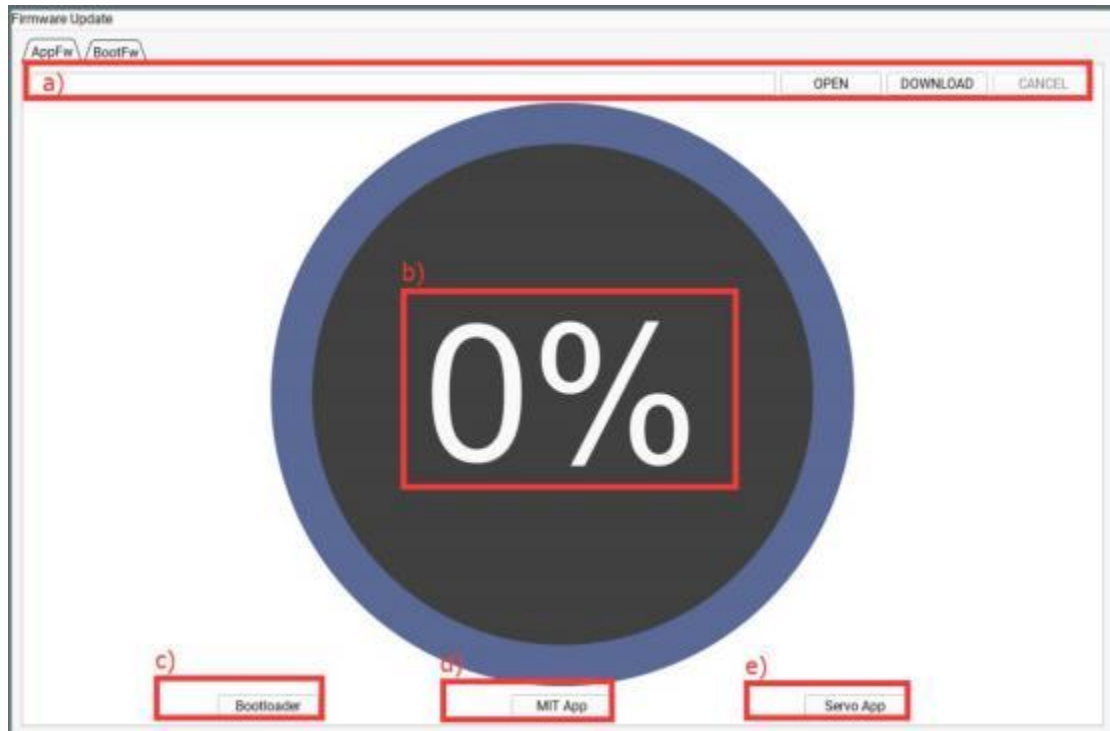 Firmware Update
AppFw BootFw
a) OPEN DOWNLOAD CANCEL
b)
0%
c) d) e)
Bootloader MIT App Servo App